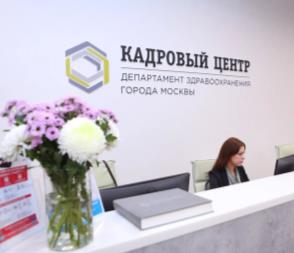 КАДРОВЫЙ ЦЕНТР
ДЕПАРТАМЕНТ ЗДРАВООХРАНЕНИЯ
ГОРОДА МОСКВЫ